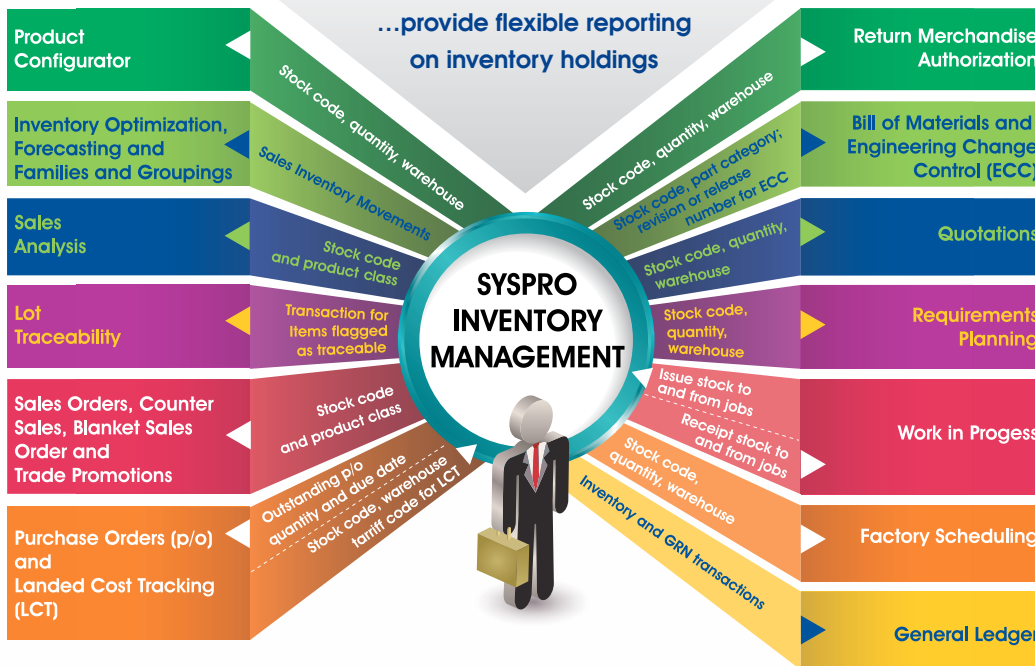 ...provide flexible reporting
on inventory holdings
Product
Configurator
Stock code, quantity, warehouse
Inventory Optimization,
Forecasting and
Families and Groupings
Sales Inventory Movements
Sales
Analysis
Stock code
and product class
Lot
Traceability
Transaction for
Items flagged
as traceable
Sales Orders, Counter
Sales, Blanket Sales
Order and
Trade Promotions
Stock code
and product class
Purchase Orders (p/o)
and
Landed Cost Tracking
(LCT)
Outstanding p/o
quantity and due date
Stock code, warehouse
tarriff code for LCT
SYSPRO
INVENTORY
MANAGEMENT
Stock code, quantity, warehouse
Return Merchandise
Authorization
Stock code, part category;
revision or release
number for ECC
Bill of Materials and
Engineering Change
Control (ECC)
Stock code, quantity,
warehouse
Quotations
Stock code,
quantity,
warehouse
Requirements
Planning
Issue stock to
and from jobs
Receipt stock to
and from jobs
Work in Progess
Stock code,
quantity, warehouse
Factory Scheduling
Inventory and GRN transactions
General Ledger